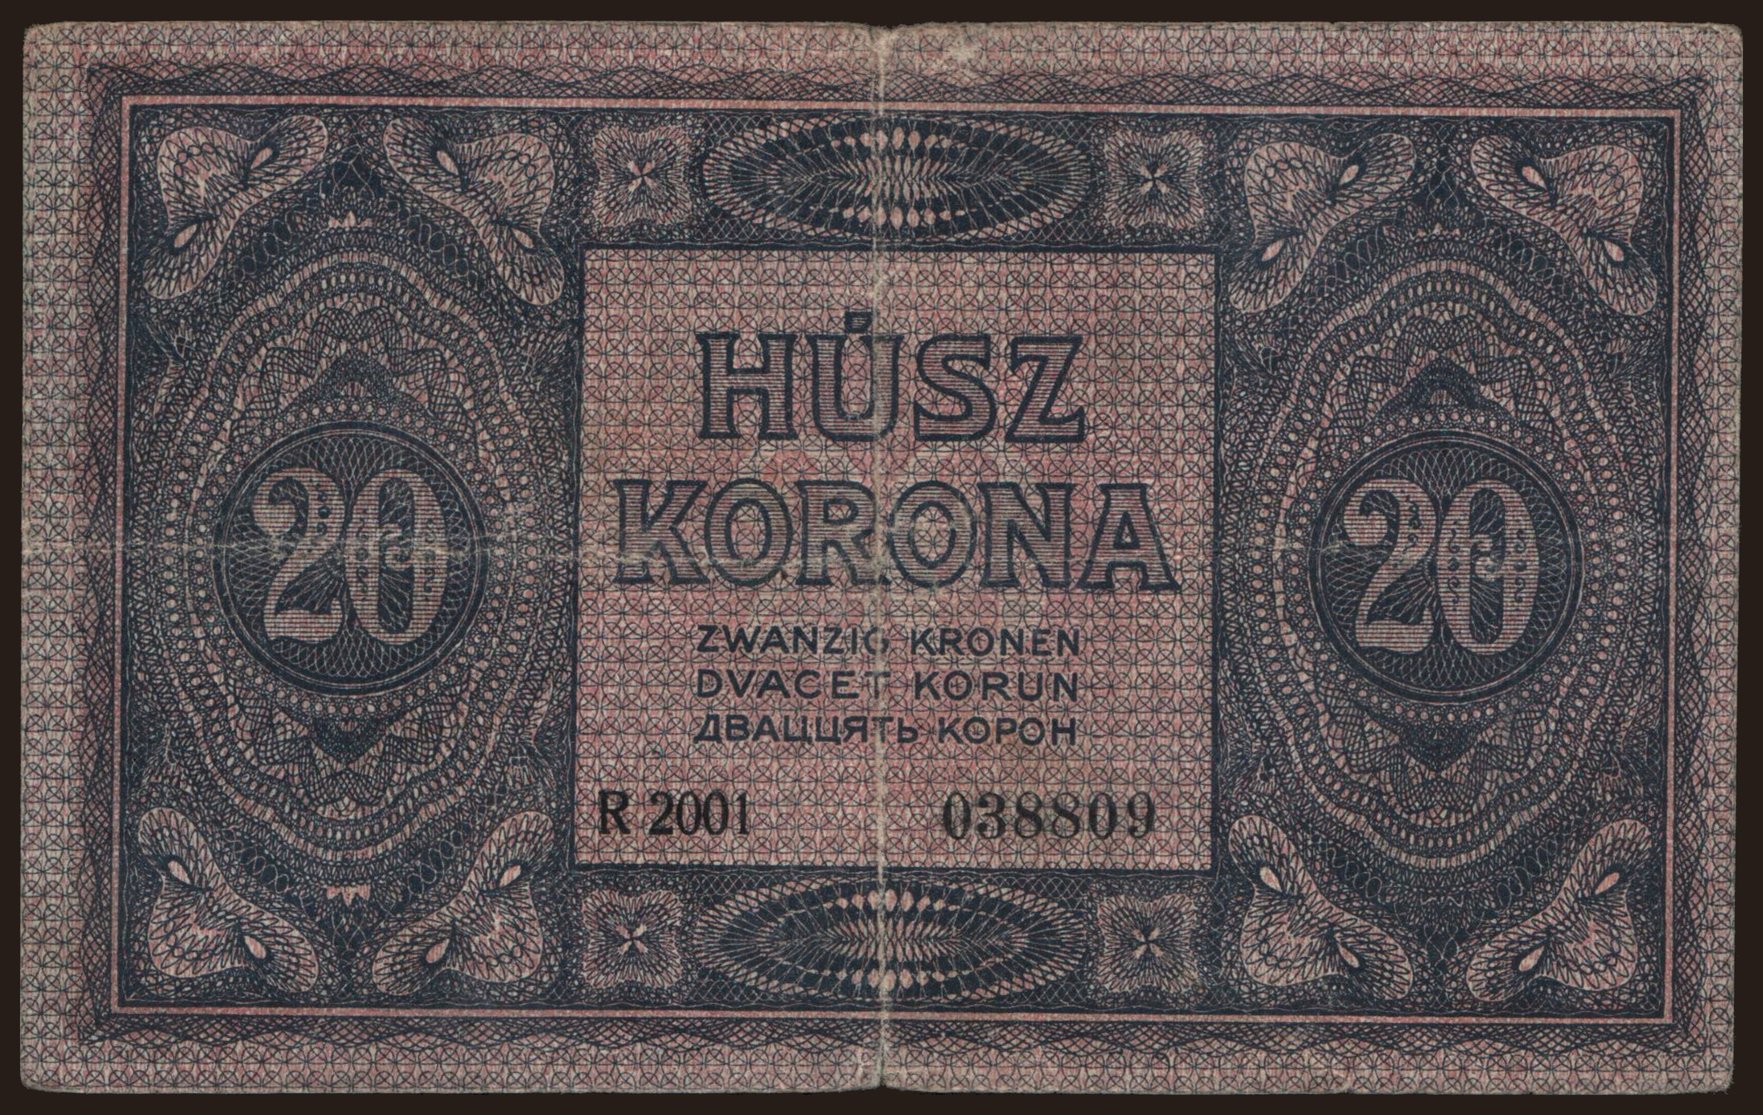 HÚSZ
KORONA
20
20
ZWANZIG KRONEN
DVACET KORUN
ДВАЦЦЯТЬ КОРОН
R 2001 038809